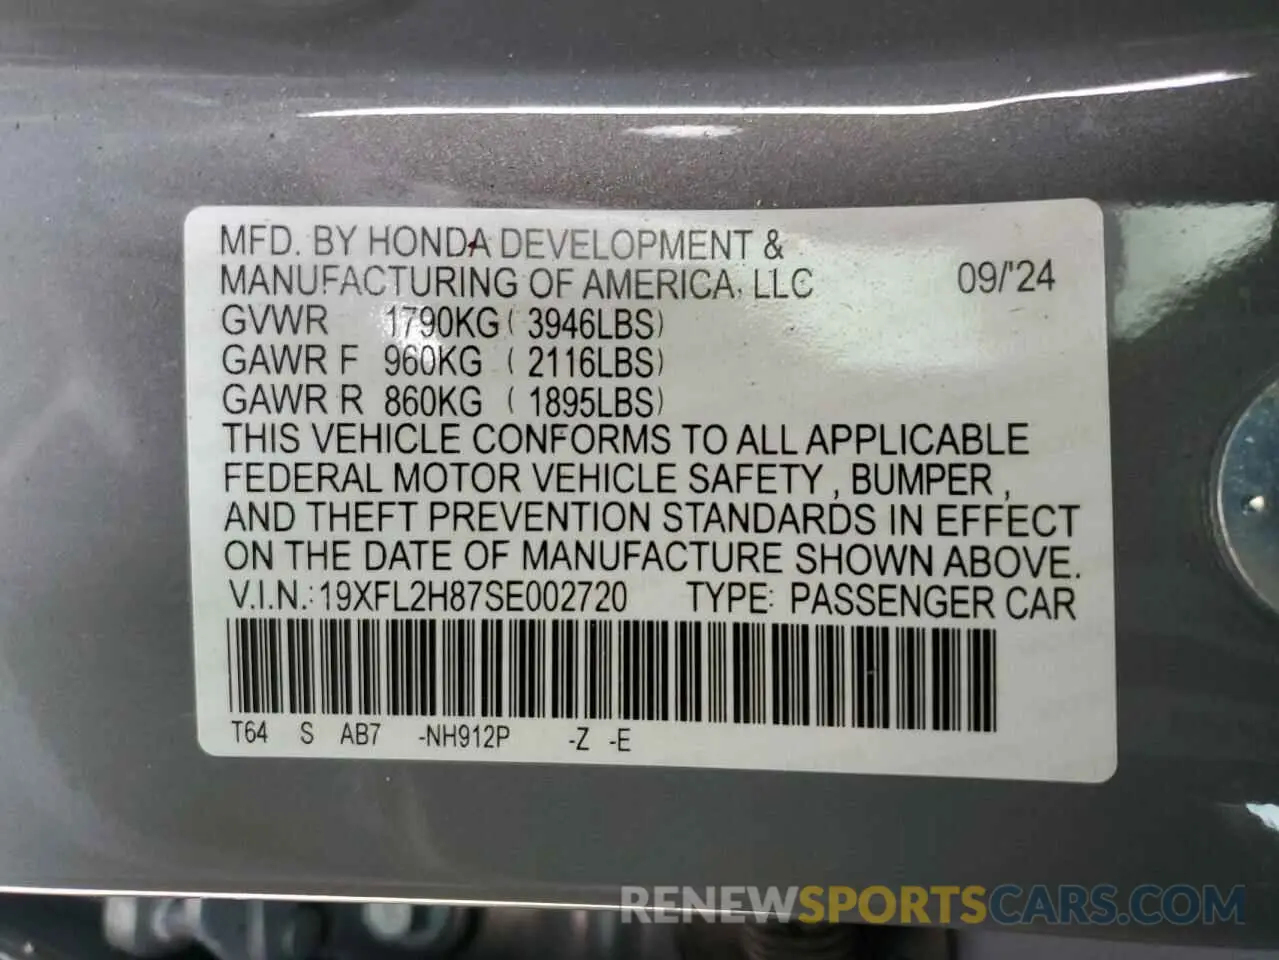 MFD. BY HONDA DEVELOPMENT &
MANUFACTURING OF AMERICA, LLC 09/'24
GVWR 1790KG ( 3946LBS)
GAWR F 960KG ( 2116LBS)
GAWR R 860KG ( 1895LBS)
THIS VEHICLE CONFORMS TO ALL APPLICABLE
FEDERAL MOTOR VEHICLE SAFETY , BUMPER ,
AND THEFT PREVENTION STANDARDS IN EFFECT
ON THE DATE OF MANUFACTURE SHOWN ABOVE.
V.I.N.: 19XFL2H87SE002720 TYPE: PASSENGER CAR
T64 S AB7 -NH912P -Z -E
RENEWSPORTSCARS.COM